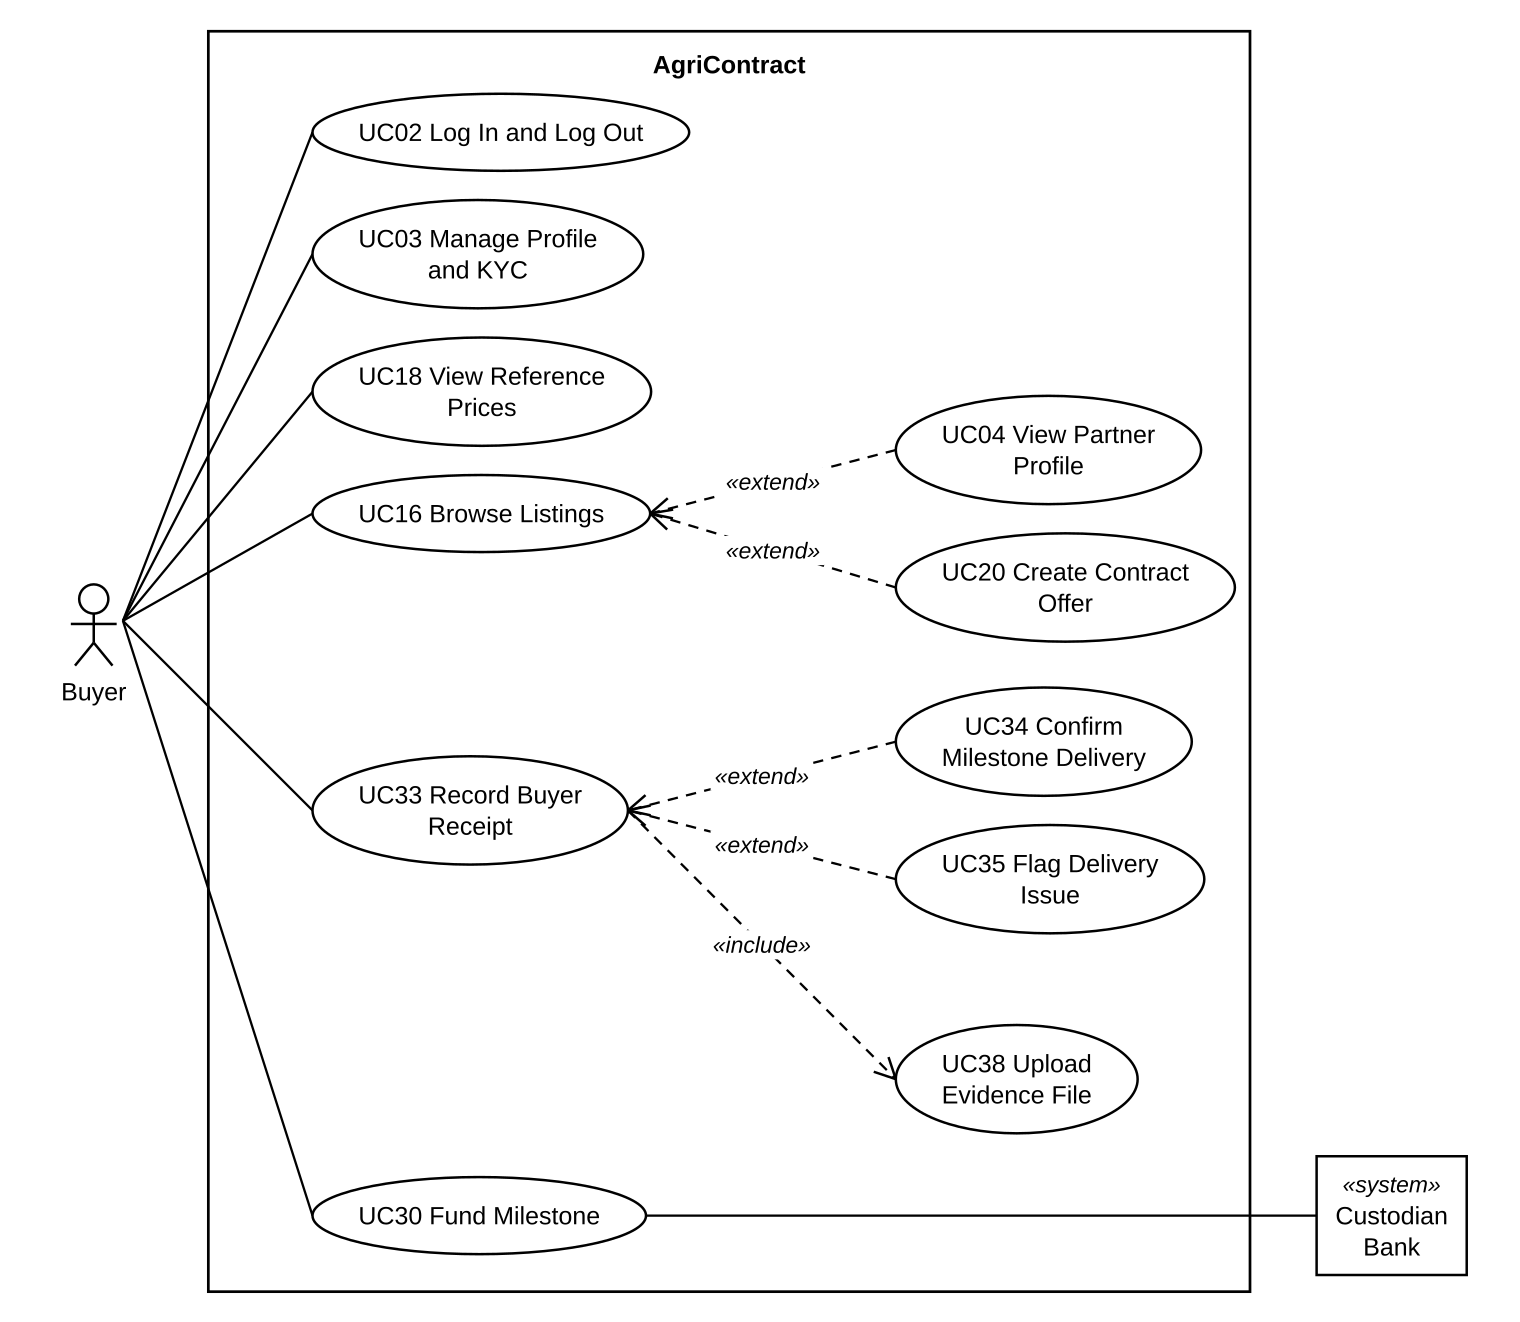 AgriContract
UC02 Log In and Log Out
UC03 Manage Profile
and KYC
UC18 View Reference
Prices
UC16 Browse Listings
«extend»
UC04 View Partner
Profile
«extend»
UC20 Create Contract
Offer
Buyer
UC33 Record Buyer
Receipt
«extend»
UC34 Confirm
Milestone Delivery
«extend»
UC35 Flag Delivery
Issue
«include»
UC38 Upload
Evidence File
UC30 Fund Milestone
«system»
Custodian
Bank